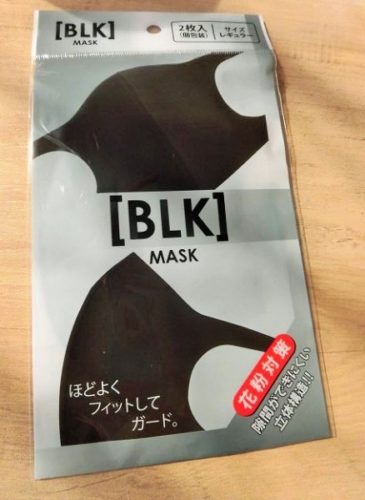 [BLK]
MASK
2枚入
(個包装)
サイズ
レギュラー
[BLK]
MASK
ほどよく
フィットして
ガード。
花粉対策
隙間ができにくい
立体構造!!